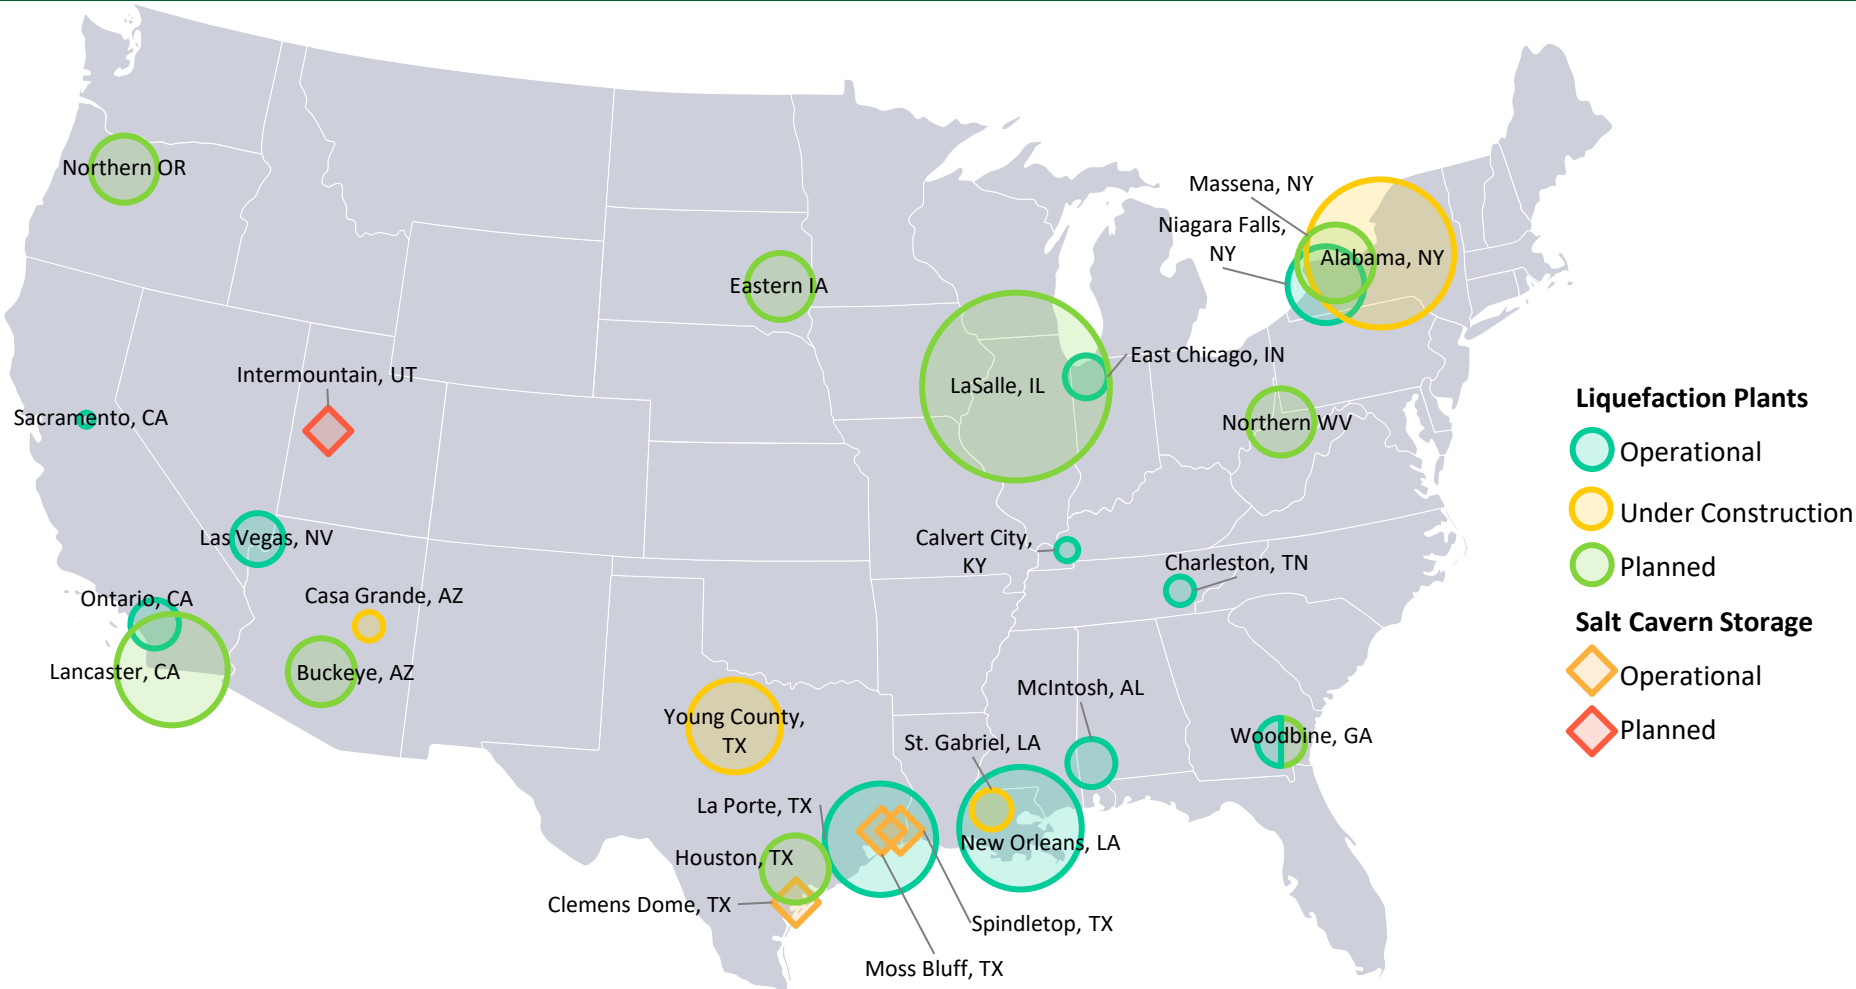 Northern OR
Massena, NY
Niagara Falls,
NY
Alabama, NY
Eastern IA
East Chicago, IN
LaSalle, IL
Intermountain, UT
Sacramento, CA
Northern WV
Las Vegas, NV
Calvert City,
KY
Charleston, TN
Ontario, CA
Casa Grande, AZ
Lancaster, CA
Buckeye, AZ
McIntosh, AL
Young County,
TX
St. Gabriel, LA
Woodbine, GA
La Porte, TX
New Orleans, LA
Houston, TX
Clemens Dome, TX
Spindletop, TX
Moss Bluff, TX
Liquefaction Plants
Operational
Under Construction
Planned
Salt Cavern Storage
Operational
Planned